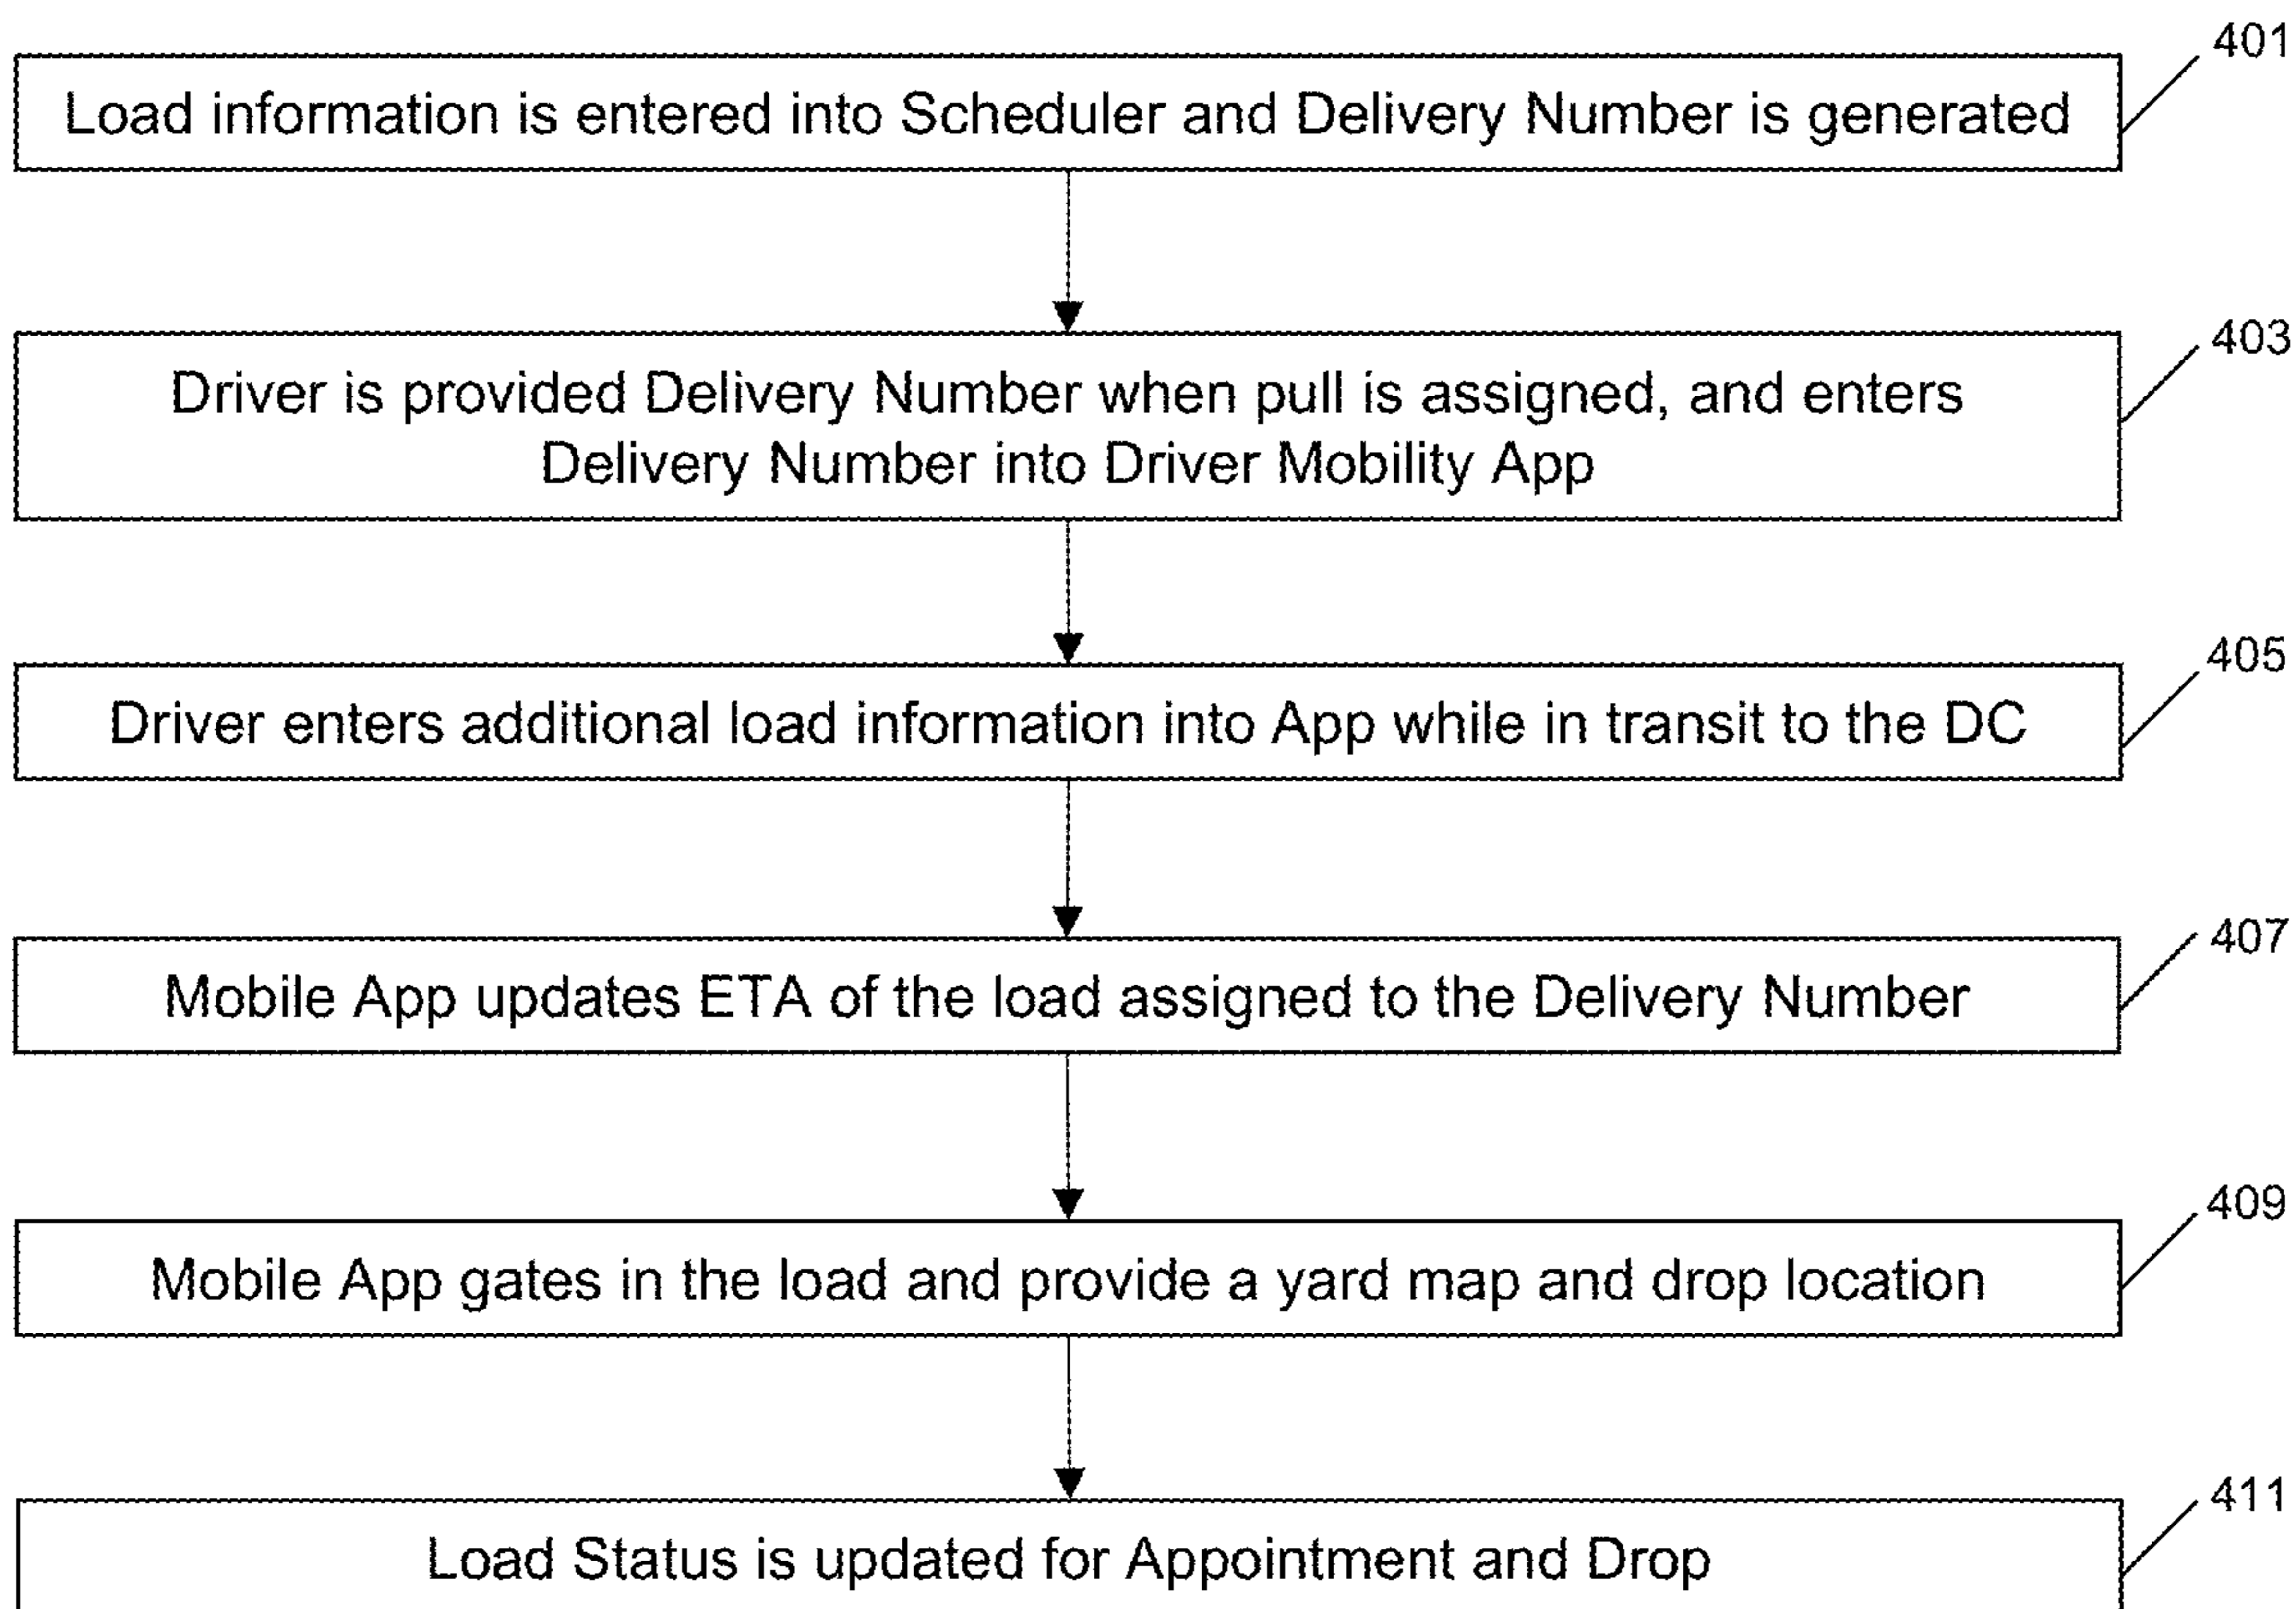 401
Load information is entered into Scheduler and Delivery Number is generated
403
Driver is provided Delivery Number when pull is assigned, and enters
Delivery Number into Driver Mobility App
405
Driver enters additional load information into App while in transit to the DC
407
Mobile App updates ETA of the load assigned to the Delivery Number
409
Mobile App gates in the load and provide a yard map and drop location
411
Load Status is updated for Appointment and Drop